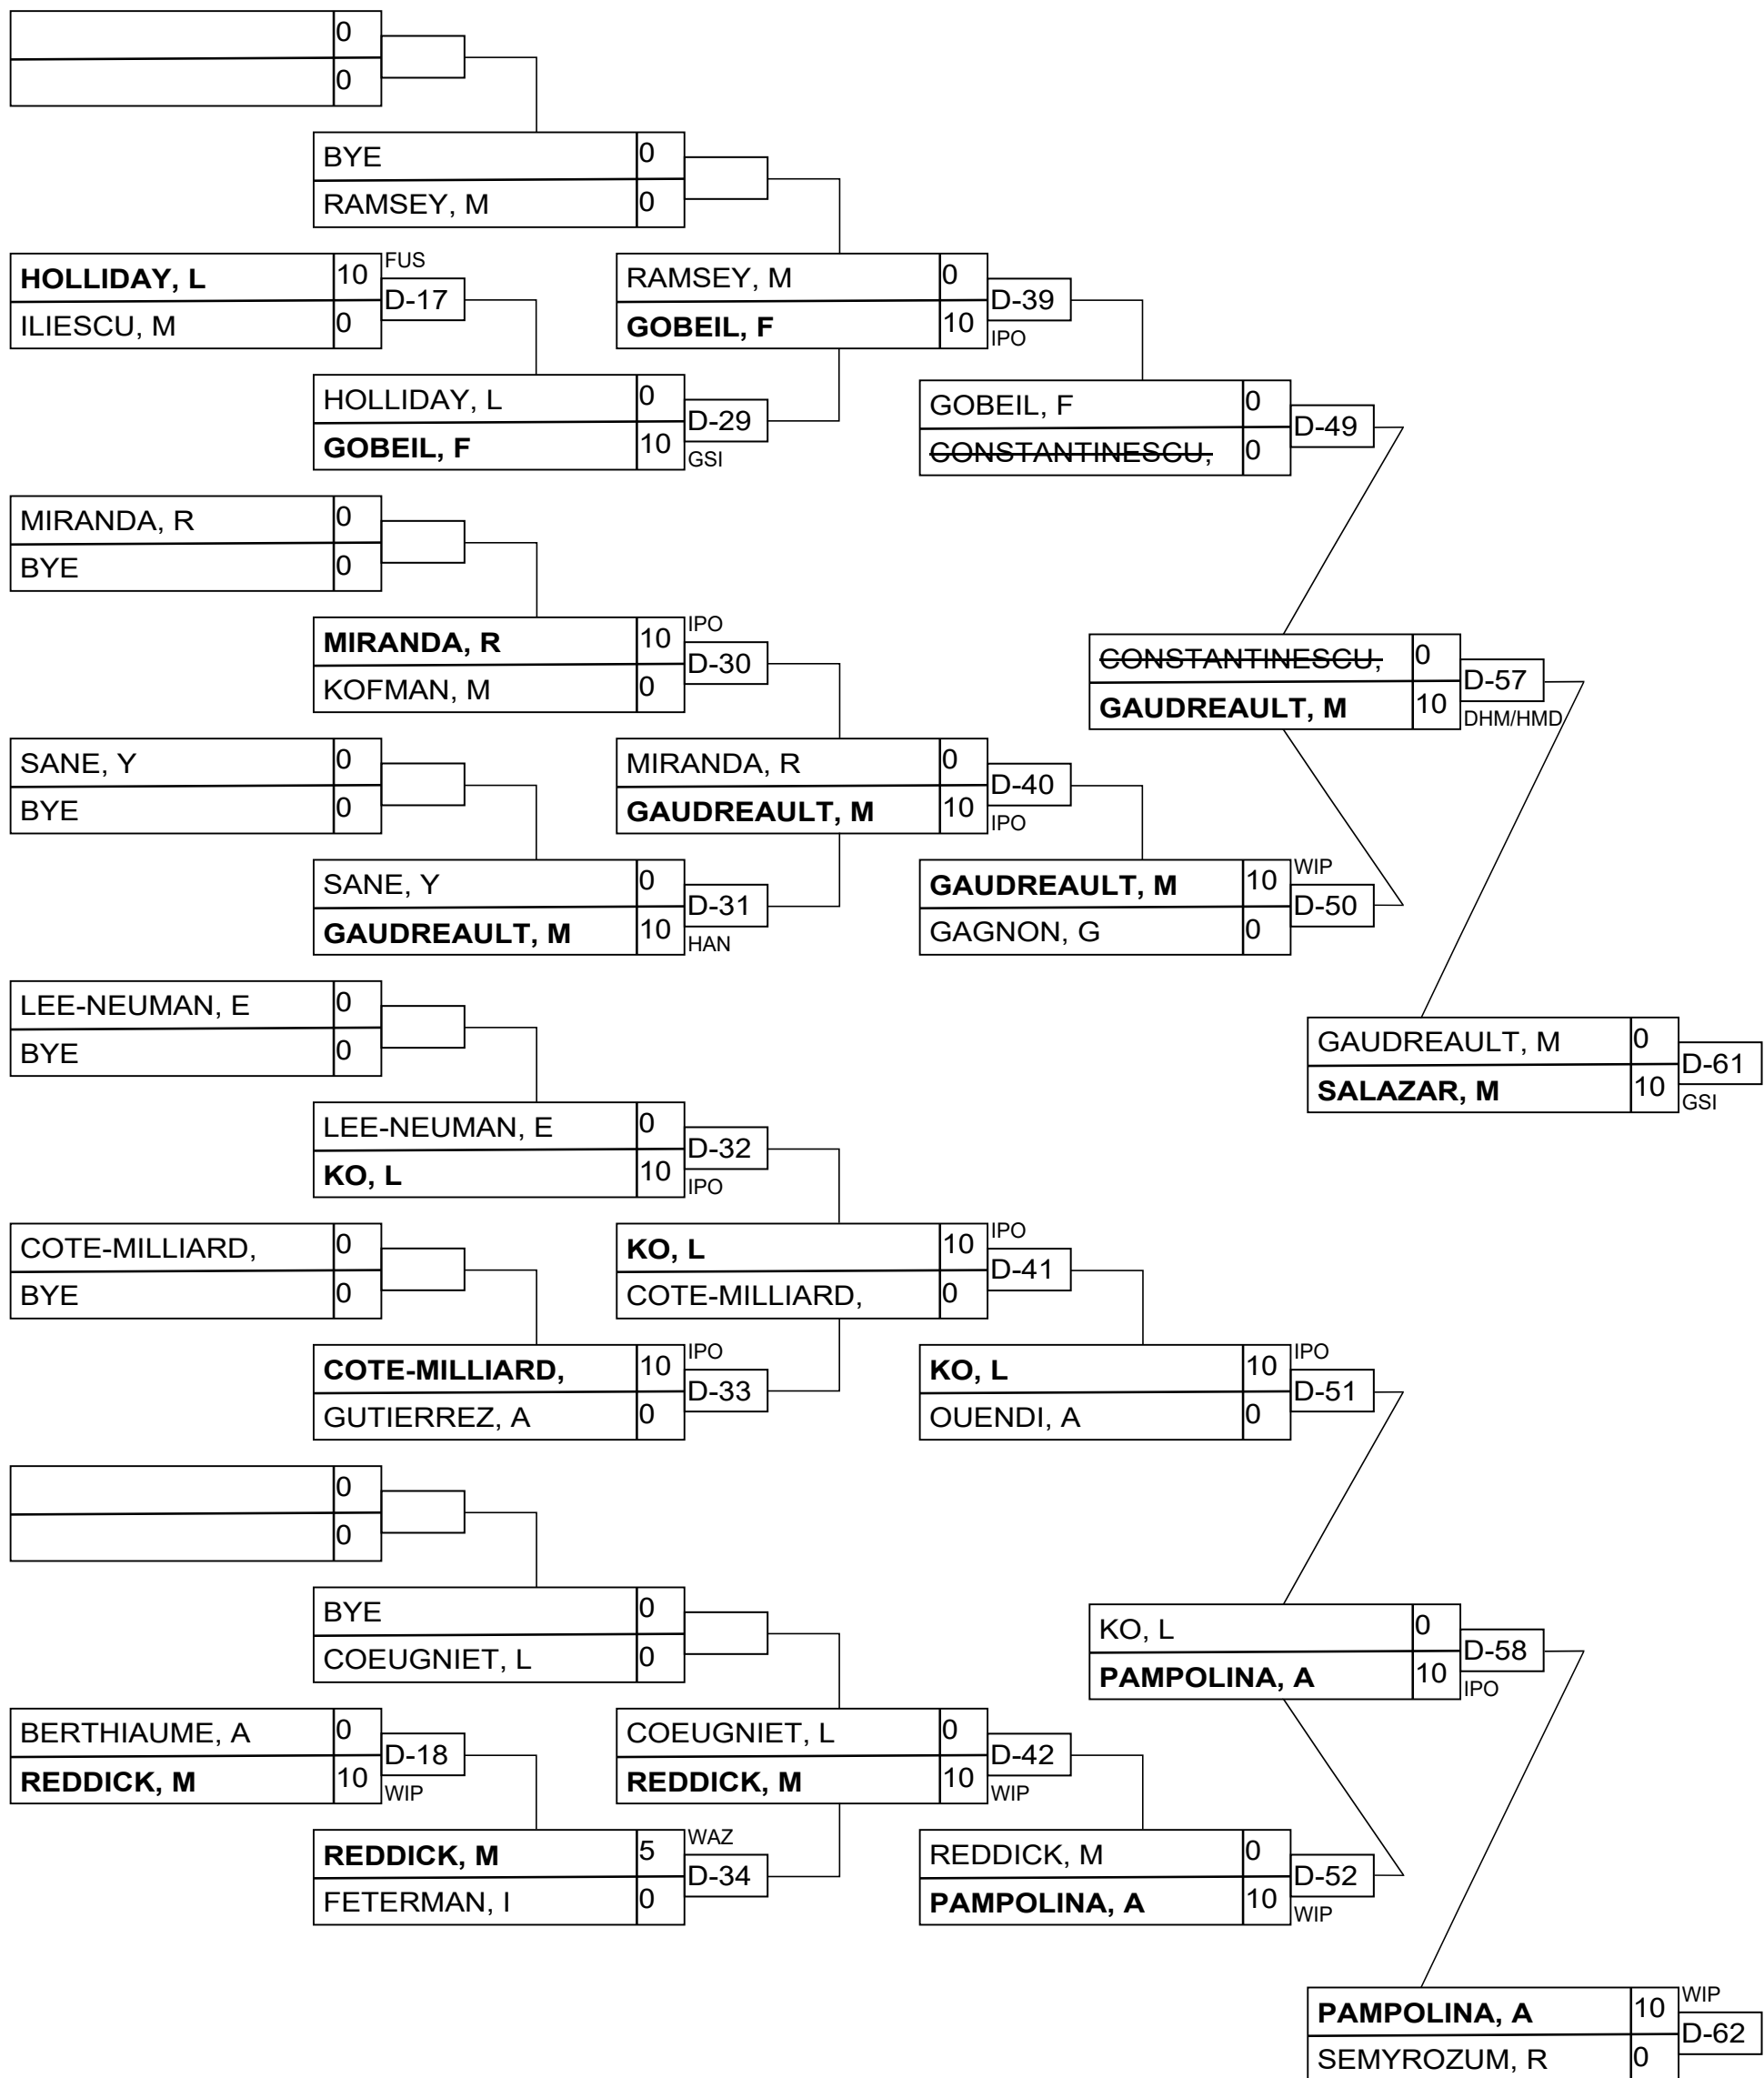 0
0
BYE 0
RAMSEY, M 0
HOLLIDAY, L 10 FUS
D-17
ILIESCU, M 0
RAMSEY, M 0
D-39
GOBEIL, F 10 IPO
HOLLIDAY, L 0
D-29
GOBEIL, F 10 GSI
GOBEIL, F 0
D-49
CONSTANTINESCU, 0
MIRANDA, R 0
BYE 0
MIRANDA, R 10 IPO
D-30
KOFMAN, M 0
CONSTANTINESCU, 0
D-57
GAUDREAULT, M 10 DHM/HMD
SANE, Y 0
BYE 0
MIRANDA, R 0
D-40
GAUDREAULT, M 10 IPO
SANE, Y 0
D-31
GAUDREAULT, M 10 HAN
GAUDREAULT, M 10 WIP
D-50
GAGNON, G 0
LEE-NEUMAN, E 0
BYE 0
GAUDREAULT, M 0
D-61
SALAZAR, M 10 GSI
LEE-NEUMAN, E 0
D-32
KO, L 10 IPO
COTE-MILLIARD, 0
BYE 0
KO, L 10 IPO
D-41
COTE-MILLIARD, 0
COTE-MILLIARD, 10 IPO
D-33
GUTIERREZ, A 0
KO, L 10 IPO
D-51
OUENDI, A 0
0
0
BYE 0
COEUGNIET, L 0
KO, L 0
D-58
PAMPOLINA, A 10 IPO
BERTHIAUME, A 0
D-18
REDDICK, M 10 WIP
COEUGNIET, L 0
D-42
REDDICK, M 10 WIP
REDDICK, M 5 WAZ
D-34
FETERMAN, I 0
REDDICK, M 0
D-52
PAMPOLINA, A 10 WIP
PAMPOLINA, A 10 WIP
D-62
SEMYROZUM, R 0